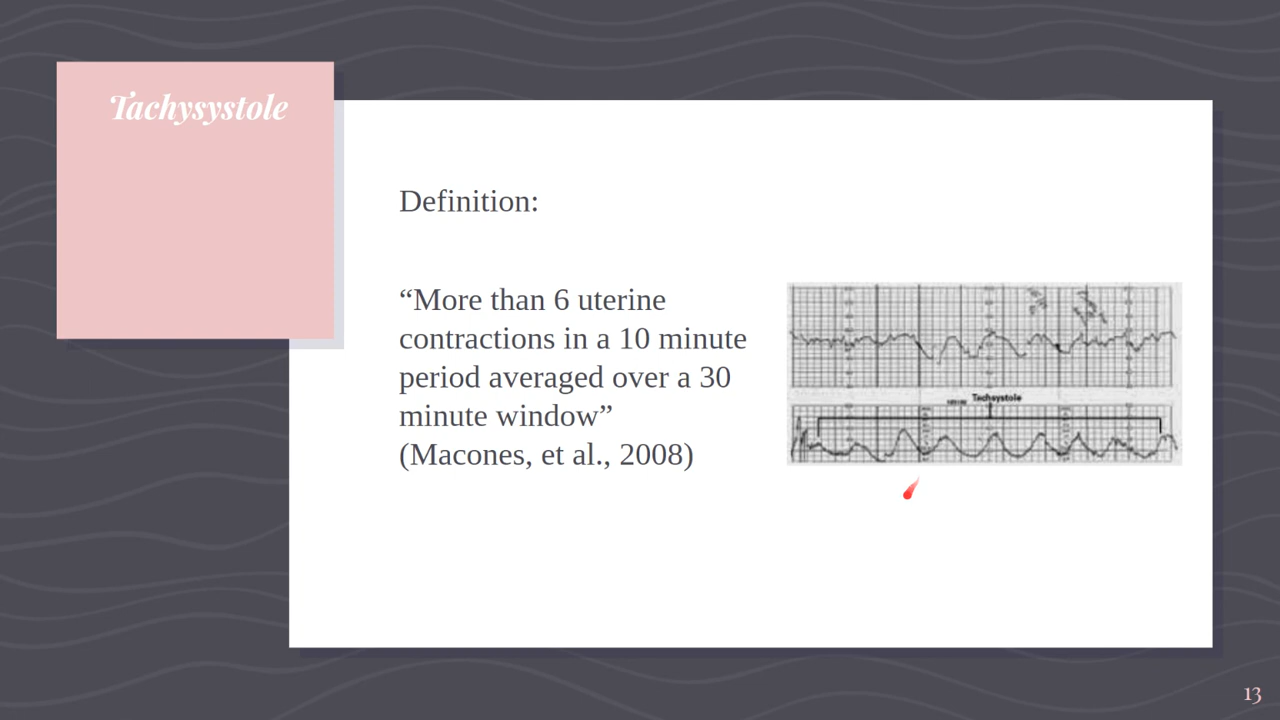 Tachysystole
Definition:
“More than 6 uterine
contractions in a 10 minute
period averaged over a 30
minute window”
(Macones, et al., 2008)
Tachsystole
13